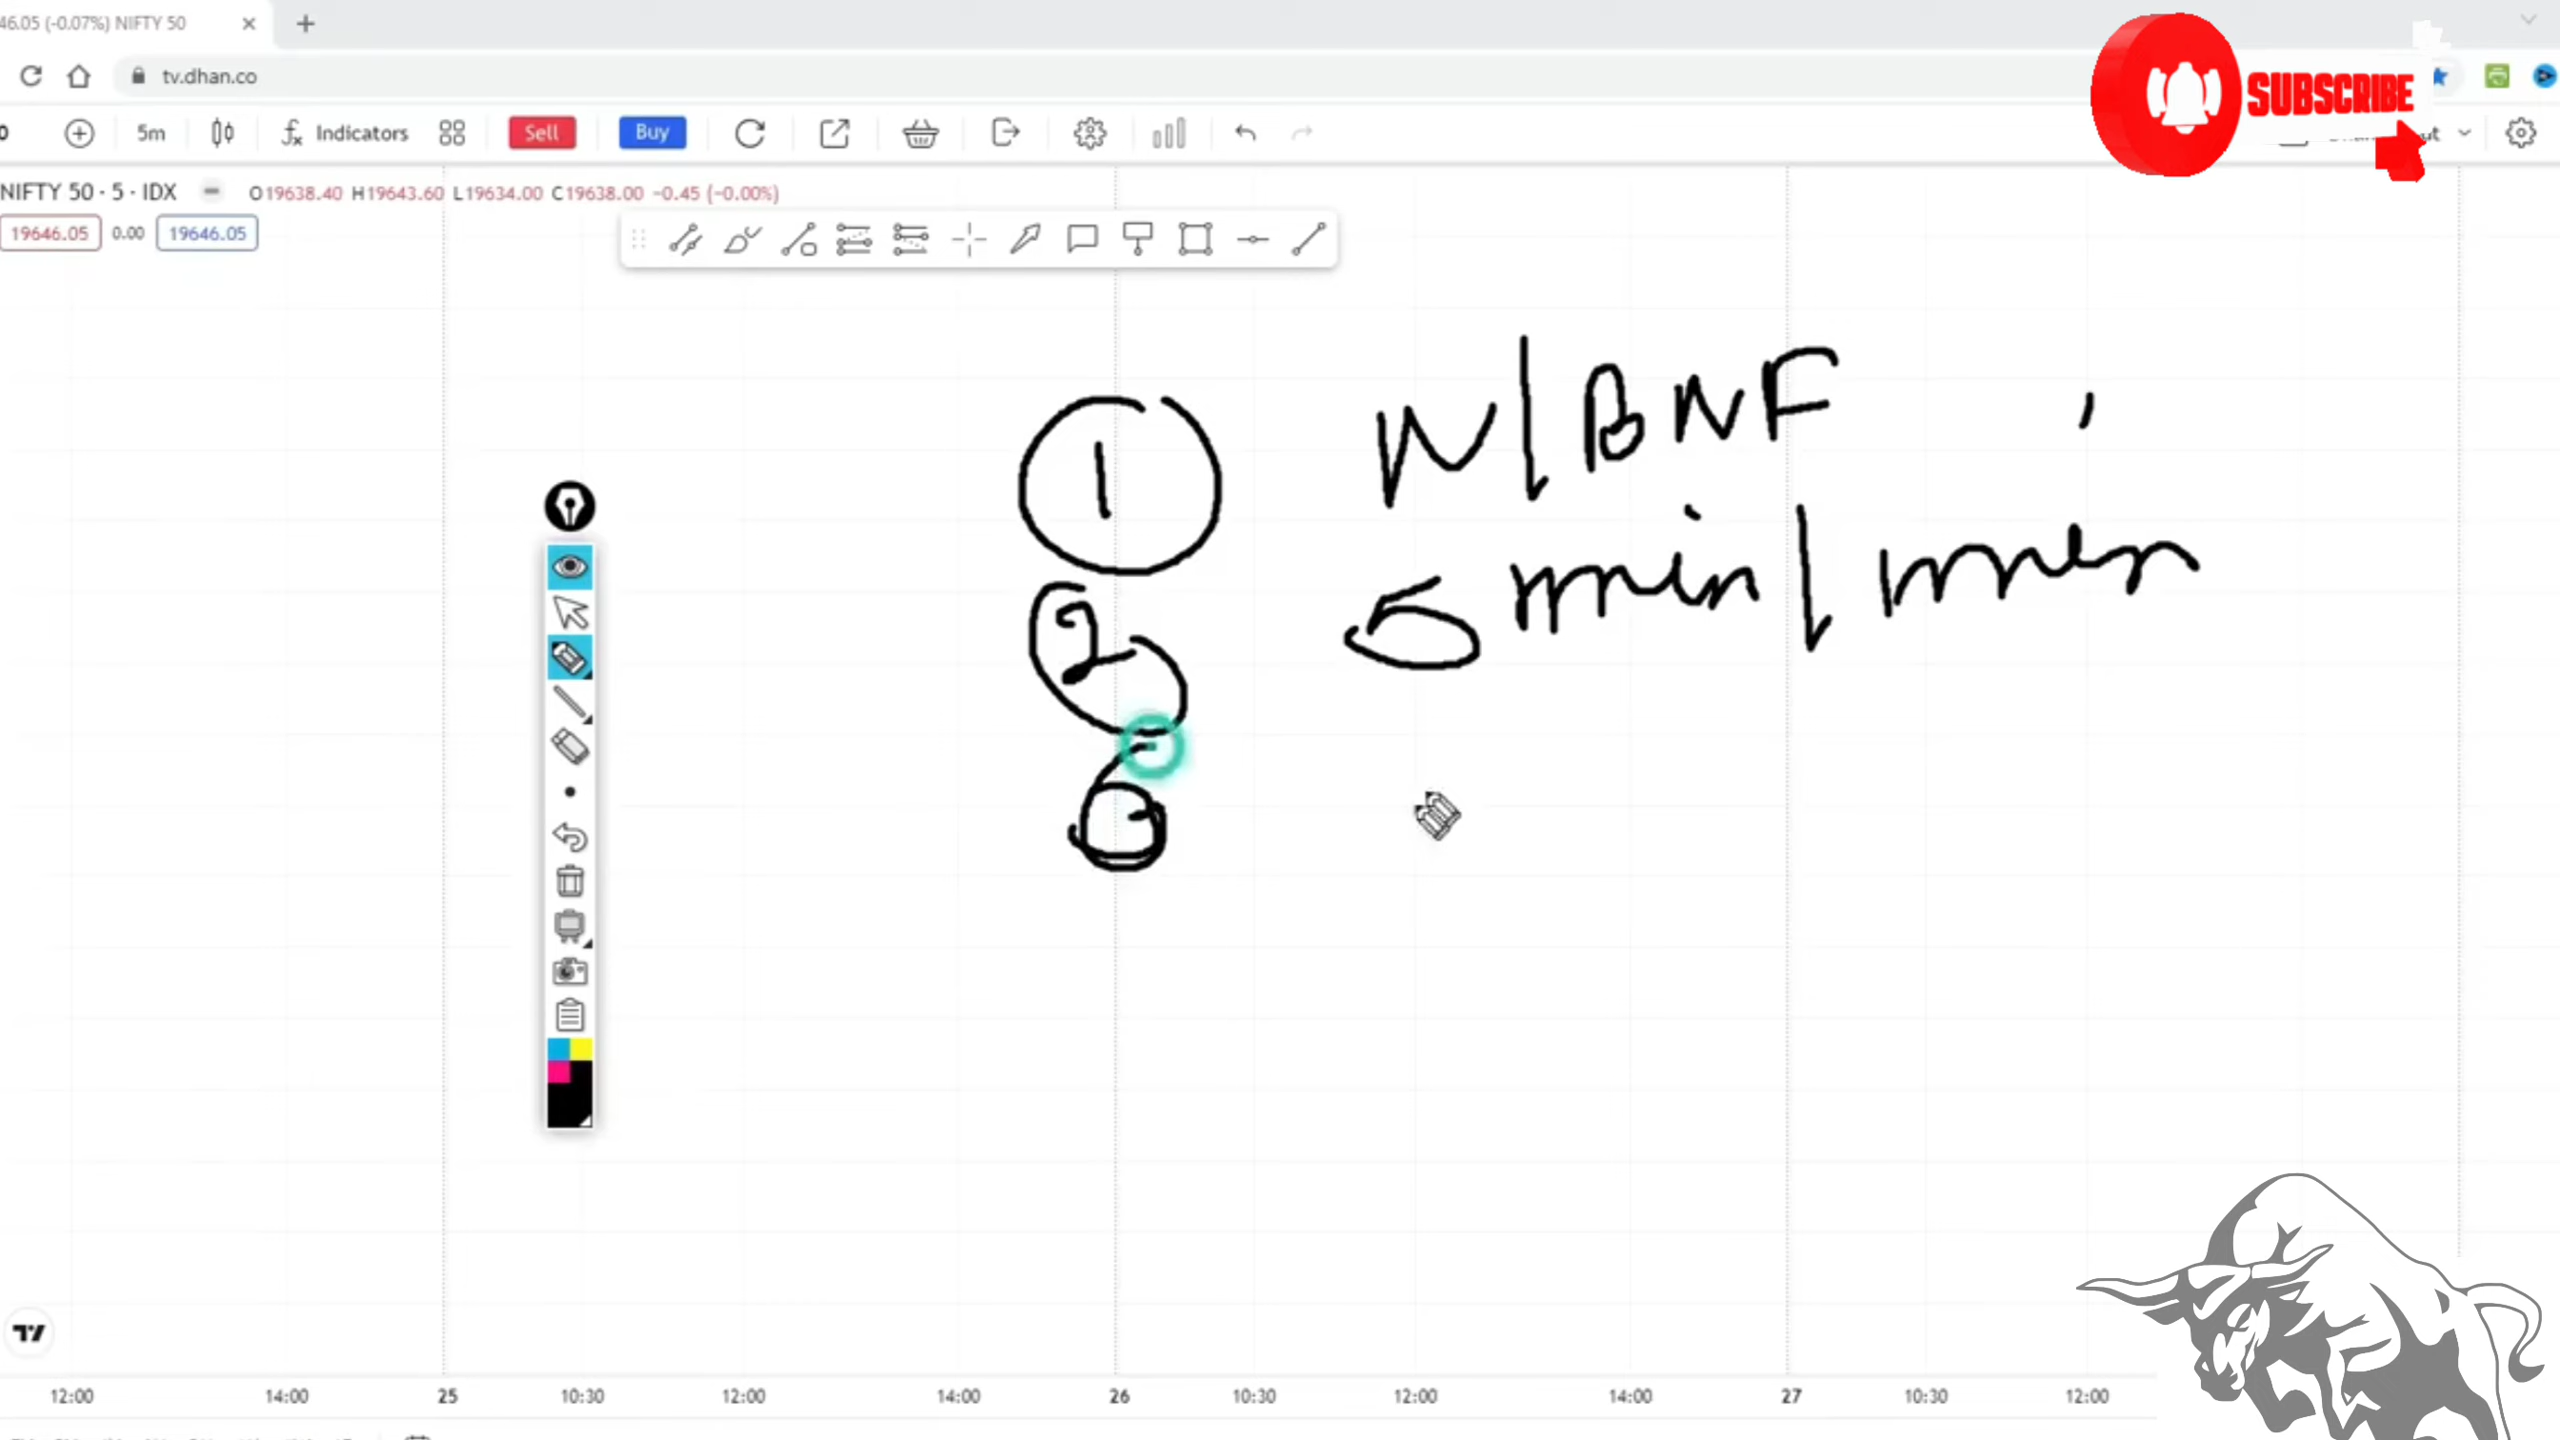 46.05 (-0.07%) NIFTY 50
tv.dhan.co
SUBSCRIBE
5m Indicators Sell Buy
NIFTY 50 · 5 · IDX O19638.40 H19643.60 L19634.00 C19638.00 −0.45 (−0.00%)
19646.05 0.00 19646.05
1 N/BNF
2 5 min/
12:00 14:00 25 10:30 12:00 14:00 26 10:30 12:00 14:00 27 10:30 12:00